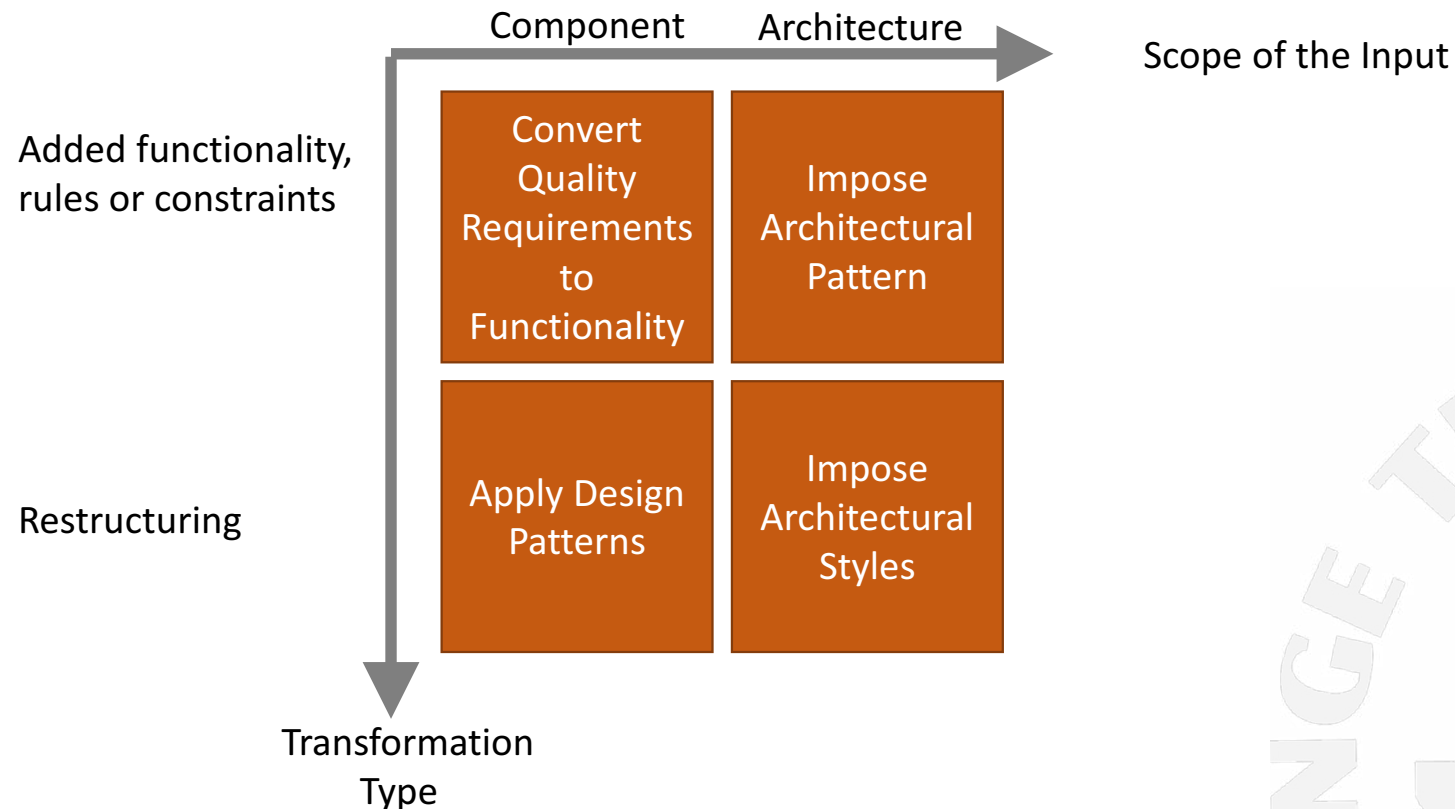 Component
Architecture
Scope of the Input
Added functionality,
rules or constraints
Convert
Quality
Requirements
to
Functionality
Impose
Architectural
Pattern
Restructuring
Apply Design
Patterns
Impose
Architectural
Styles
Transformation
Type
NGE T